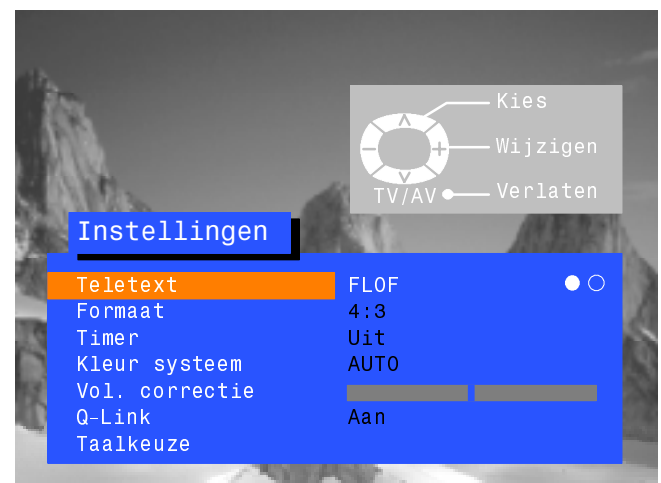 Kies
Wijzigen
TV/AV Verlaten
Instellingen
Teletext FLOF
Formaat 4:3
Timer Uit
Kleur systeem AUTO
Vol. correctie
Q-Link Aan
Taalkeuze